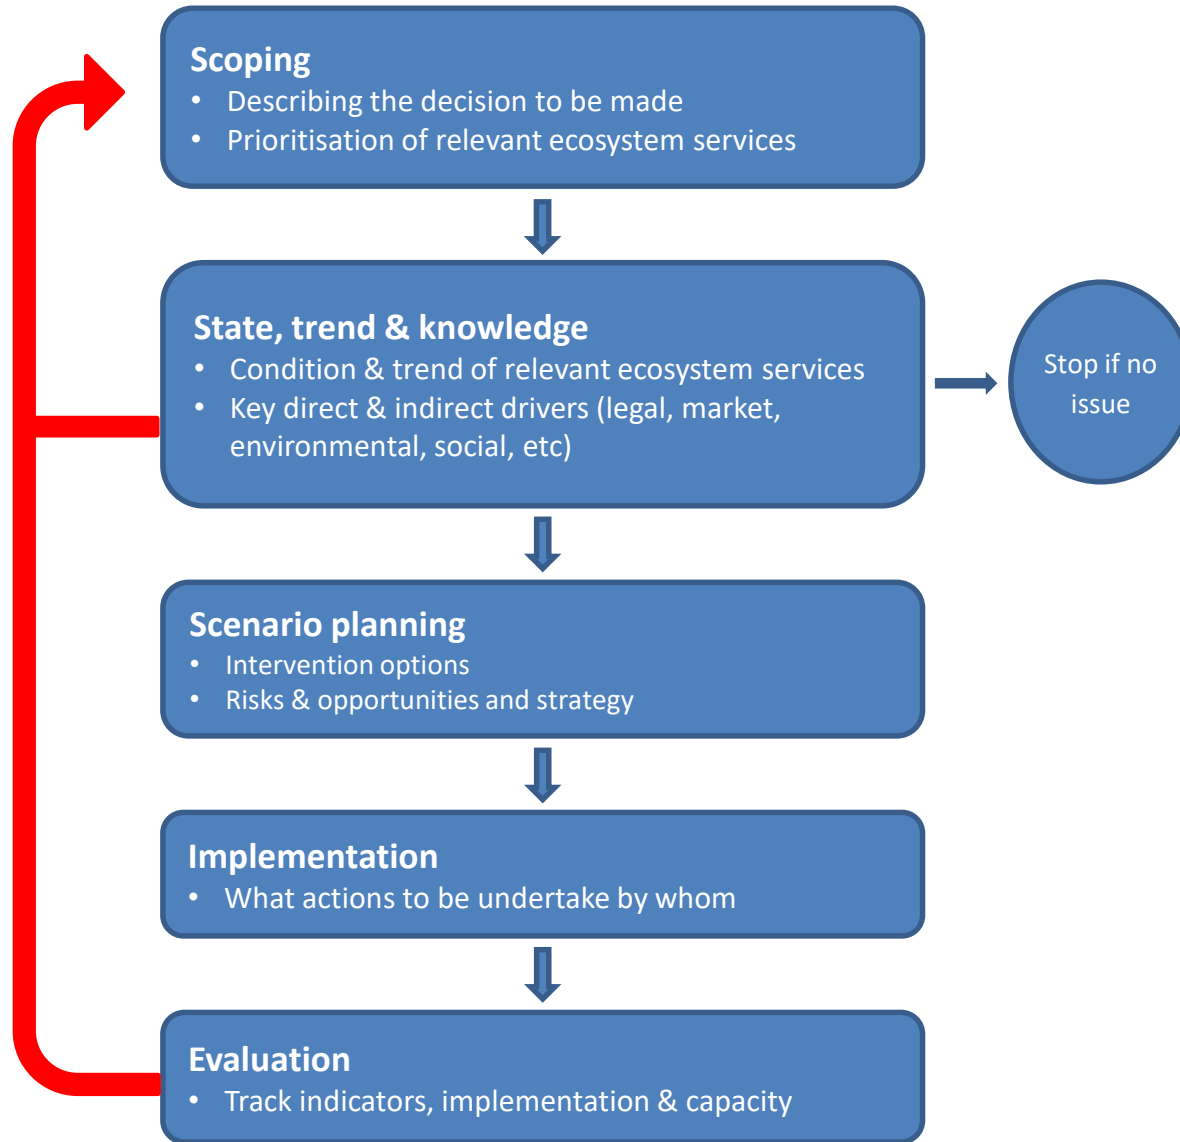 Scoping
• Describing the decision to be made
• Prioritisation of relevant ecosystem services
State, trend & knowledge
• Condition & trend of relevant ecosystem services
• Key direct & indirect drivers (legal, market,
environmental, social, etc)
Stop if no
issue
Scenario planning
• Intervention options
• Risks & opportunities and strategy
Implementation
• What actions to be undertake by whom
Evaluation
• Track indicators, implementation & capacity